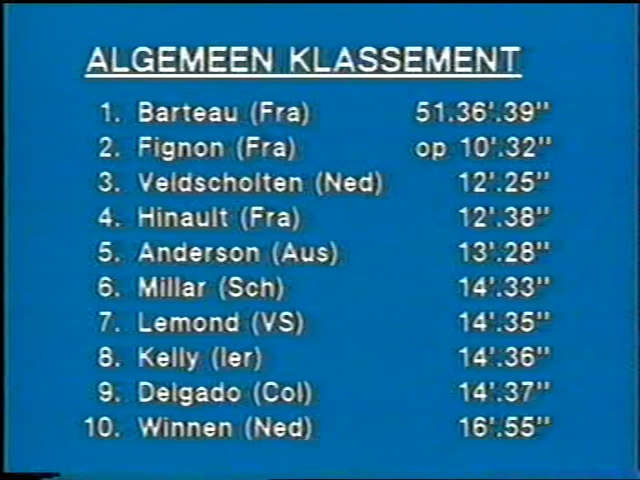 ALGEMEEN KLASSEMENT
1. Barteau (Fra) 51.36'.39"
2. Fignon (Fra) op 10'.32"
3. Veldscholten (Ned) 12'.25"
4. Hinault (Fra) 12'.38"
5. Anderson (Aus) 13'.28"
6. Millar (Sch) 14'.33"
7. Lemond (VS) 14'.35"
8. Kelly (Ier) 14'.36"
9. Delgado (Col) 14'.37"
10. Winnen (Ned) 16'.55"